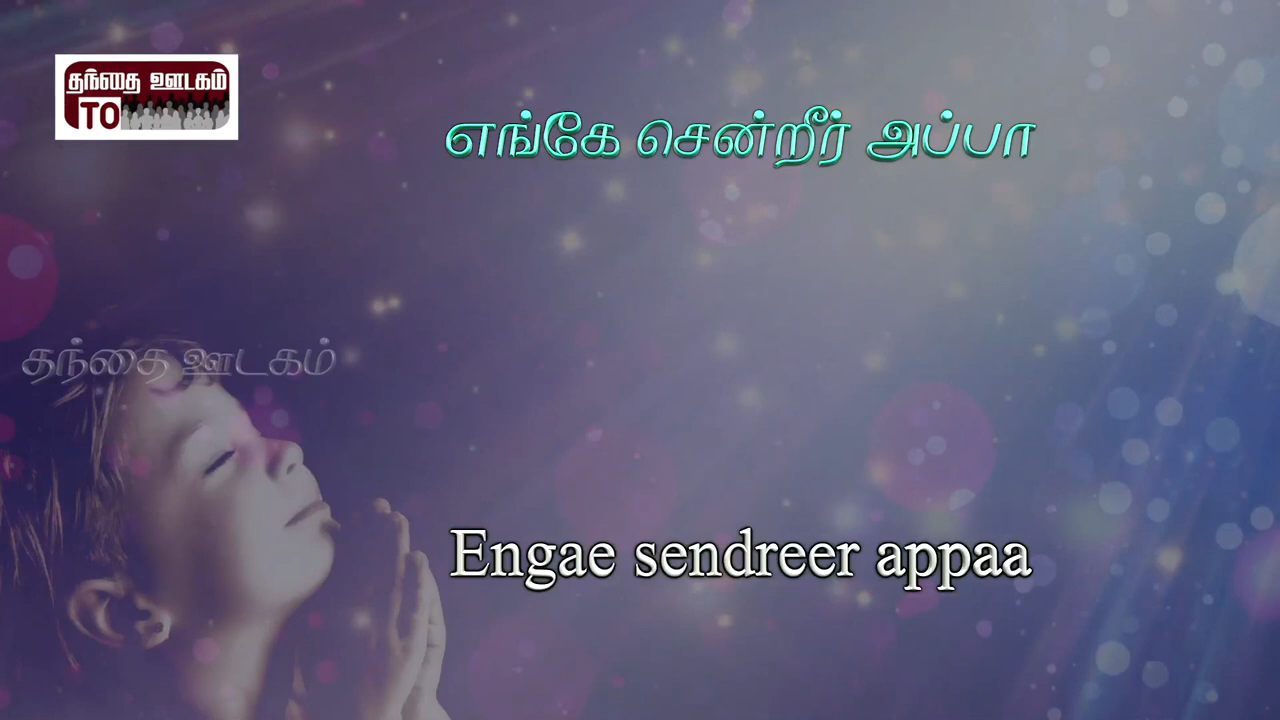 தந்தை ஊடகம்
TO
எங்கே சென்றீர் அப்பா
தந்தை ஊடகம்
Engae sendreer appaa